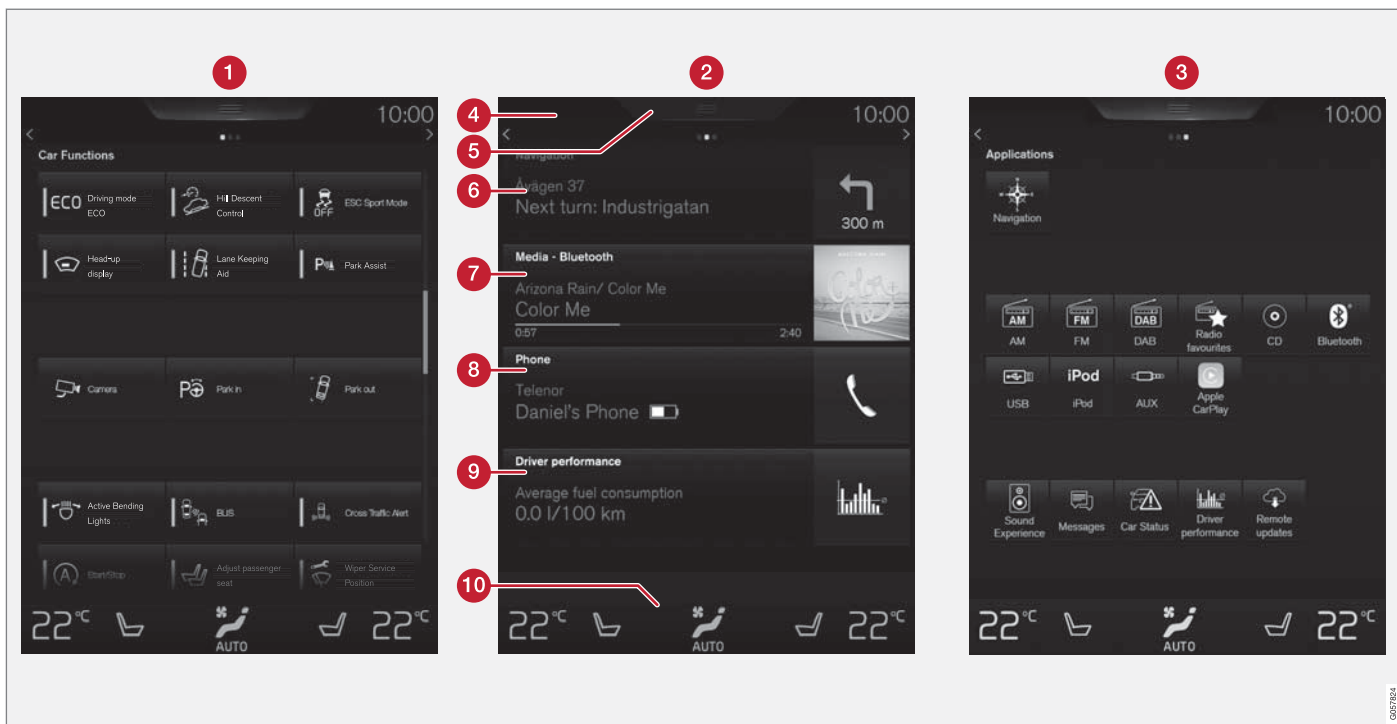 1
2
3
10:00
Car Functions
ECO Driving mode
ECO
Hill Descent
Control
OFF
ESC Sport Mode
Head-up
display
Lane Keeping
Aid
P Park Assist
Camera
P Park in
Park out
Active Bending
Lights
BLIS
Cross Traffic Alert
A Start/Stop
Adjust passenger
seat
Wiper Service
Position
22°C
AUTO
22°C
4
10:00
5
Navigation
6
Åvägen 37
Next turn: Industrigatan
300 m
7
Media - Bluetooth
Arizona Rain/ Color Me
Color Me
0:57
2:40
Color
Me
8
Phone
Telenor
Daniel's Phone
9
Driver performance
Average fuel consumption
0.0 l/100 km
10
22°C
AUTO
22°C
10:00
Applications
Navigation
AM
AM
FM
FM
DAB
DAB
Radio
favourites
CD
Bluetooth
USB
iPod
iPod
AUX
Apple
CarPlay
Sound
Experience
Messages
Car Status
Driver
performance
Remote
updates
22°C
AUTO
22°C
G057824